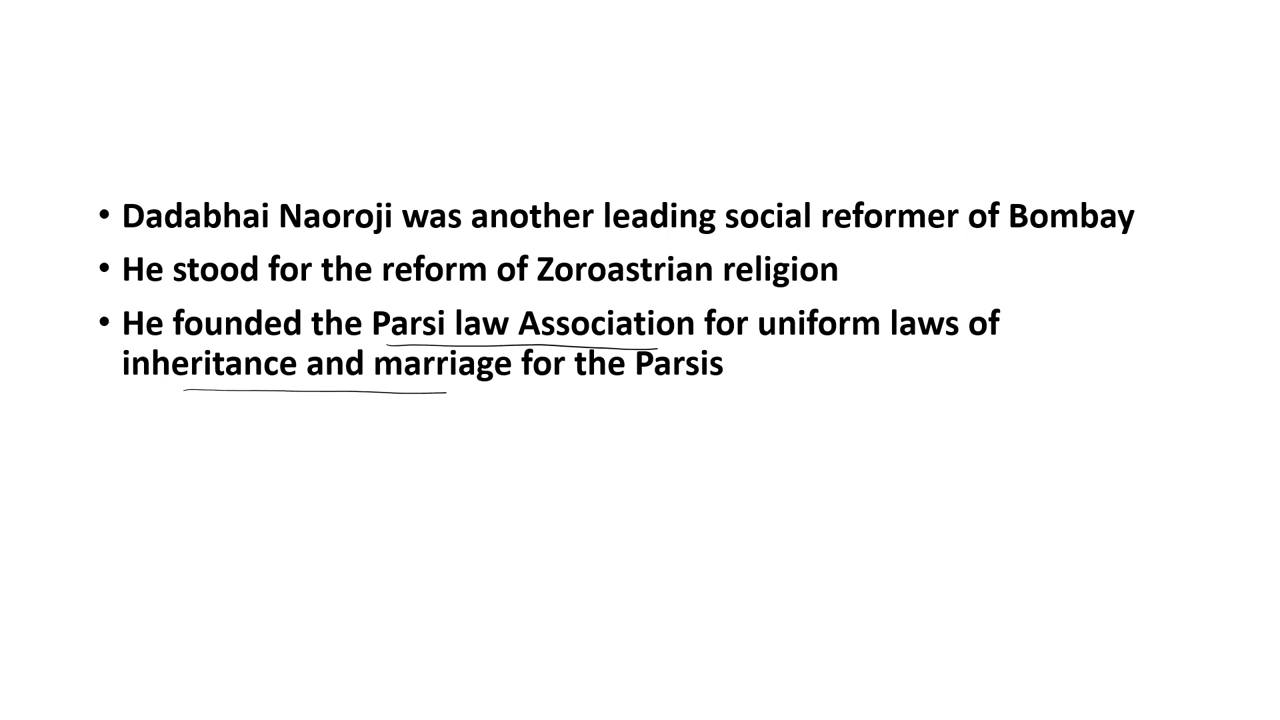 • Dadabhai Naoroji was another leading social reformer of Bombay
• He stood for the reform of Zoroastrian religion
• He founded the Parsi law Association for uniform laws of
inheritance and marriage for the Parsis